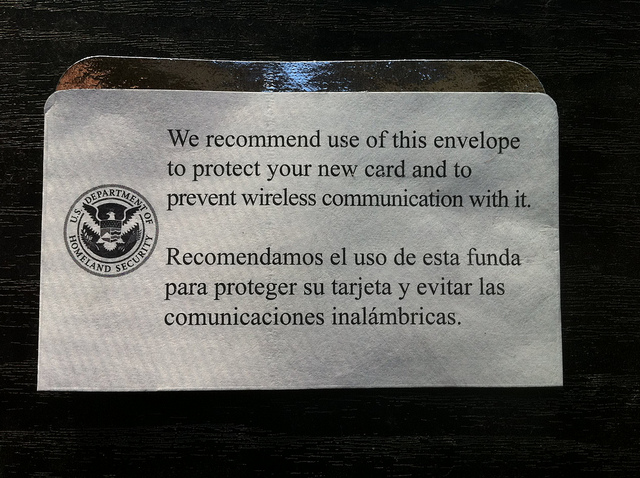 We recommend use of this envelope
to protect your new card and to
prevent wireless communication with it.
U.S. DEPARTMENT OF
HOMELAND SECURITY
Recomendamos el uso de esta funda
para proteger su tarjeta y evitar las
comunicaciones inalámbricas.